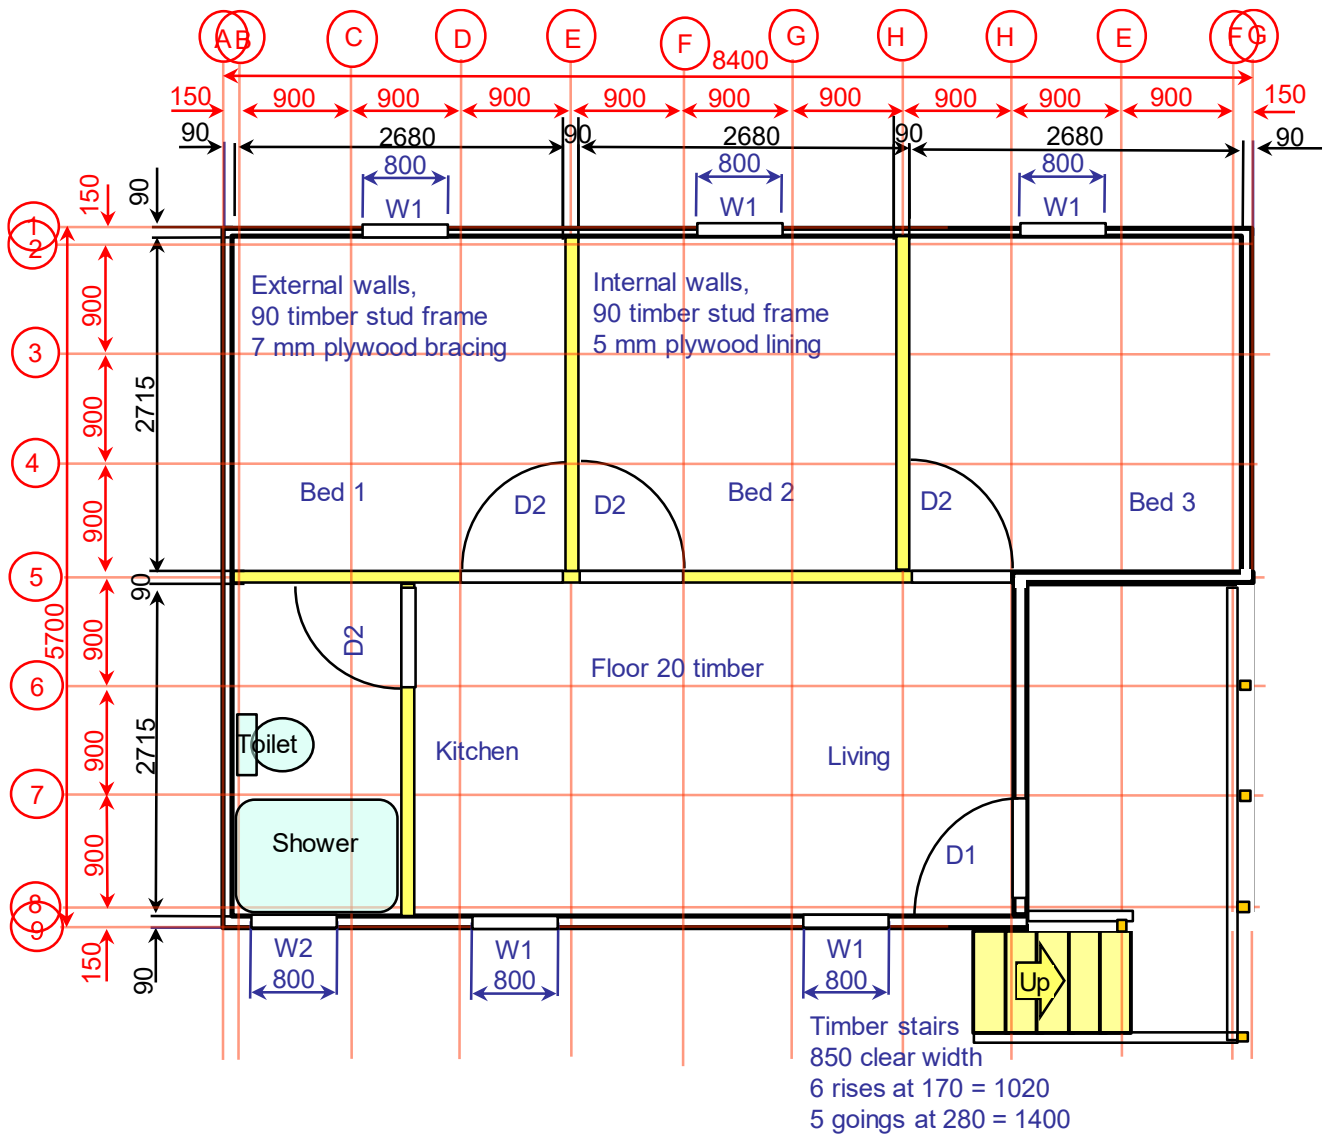 A B C D E F G H H E F G
8400
150 900 900 900 900 900 900 900 900 900 150
90 2680 90 2680 90 2680 90
800 800 800
W1 W1 W1
150 90
1
2
External walls,
90 timber stud frame
7 mm plywood bracing
Internal walls,
90 timber stud frame
5 mm plywood lining
900
3
900 2715
4
Bed 1 D2 D2 Bed 2 D2 Bed 3
900
5
90
5700
900
D2
Floor 20 timber
6
Toilet Kitchen Living
900 2715
7
Shower D1
900
8
9
150 90
W2 W1 W1
800 800 800
Up
Timber stairs
850 clear width
6 rises at 170 = 1020
5 goings at 280 = 1400